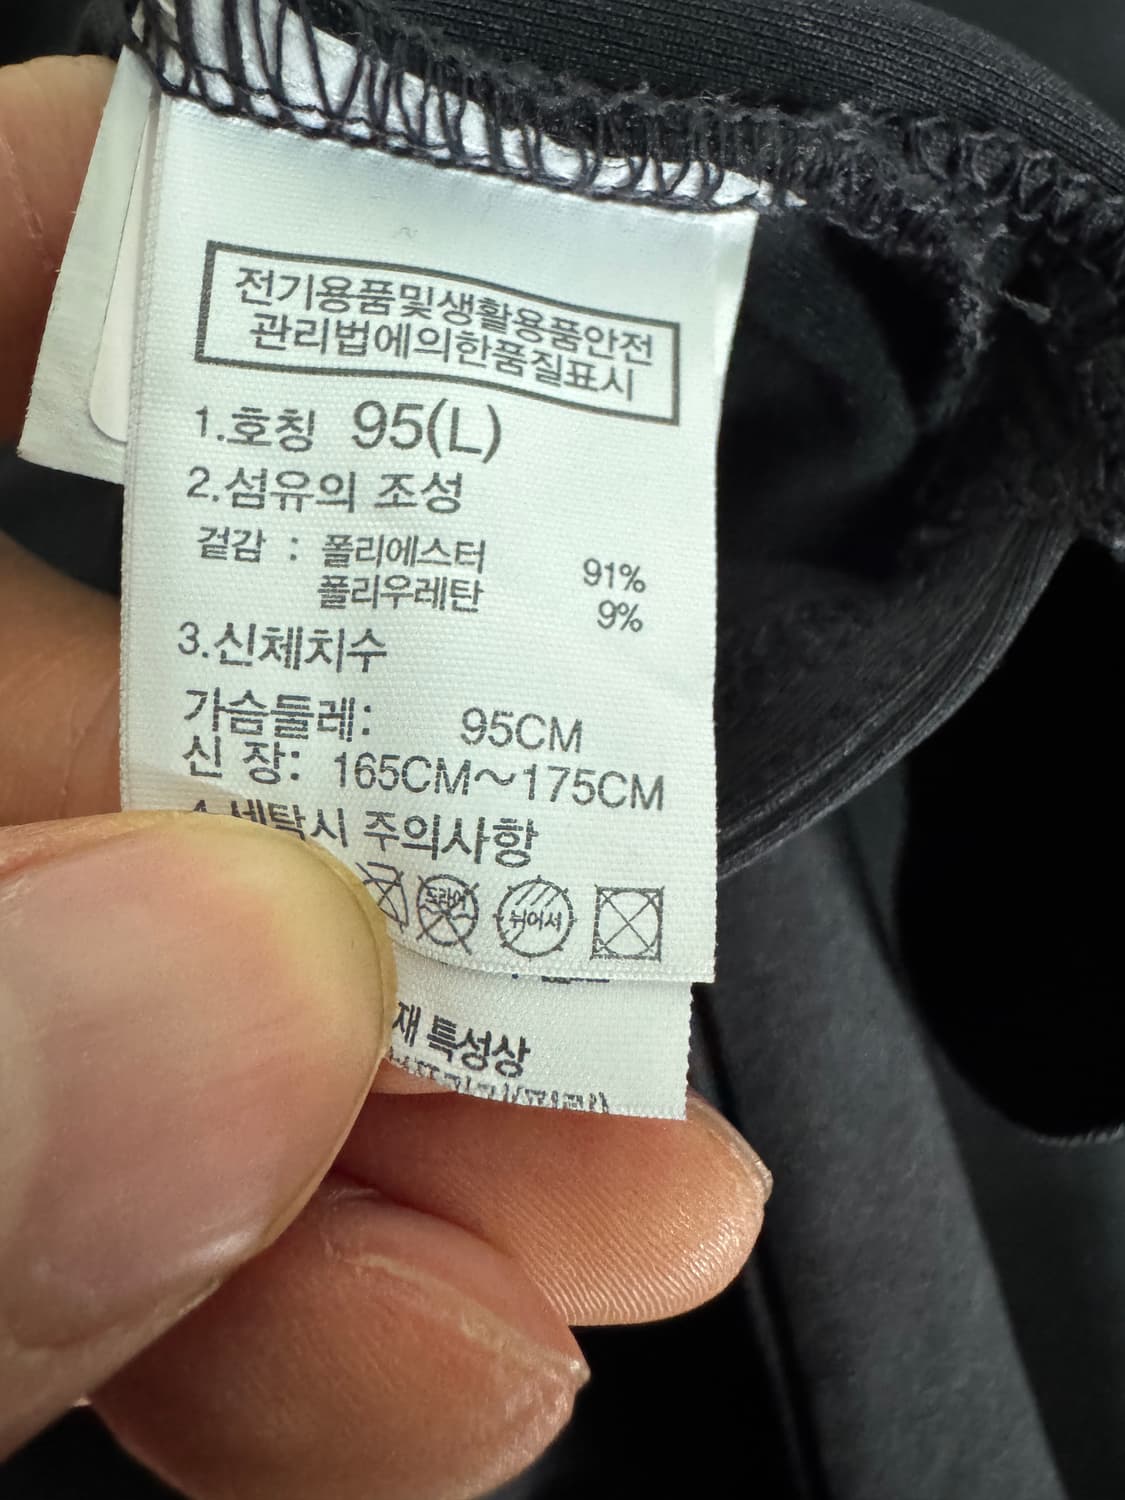 전기용품및생활용품안전
관리법에의한품질표시
1.호칭 95(L)
2.섬유의 조성
겉감 : 폴리에스터 91%
폴리우레탄 9%
3.신체치수
가슴둘레: 95CM
신 장: 165CM~175CM
4.세탁시 주의사항
드라이 뉘어서
재 특성상